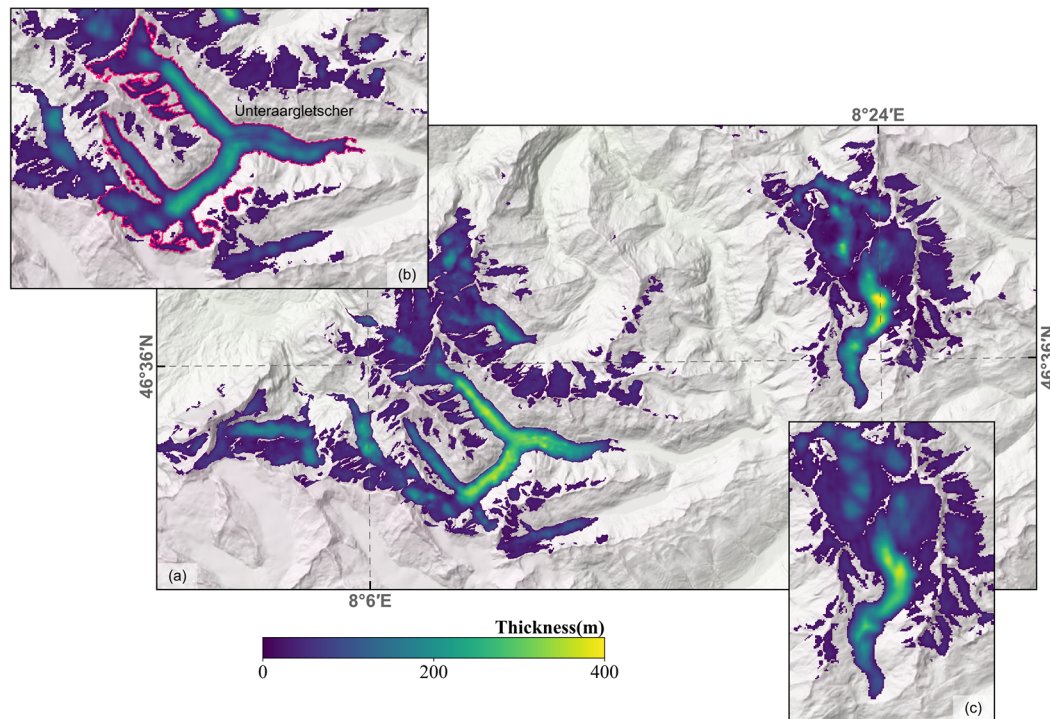 Unteraargletscher
(b)
8°24′E
46°36′N
46°36′N
(a)
8°6′E
Thickness(m)
0 200 400
(c)